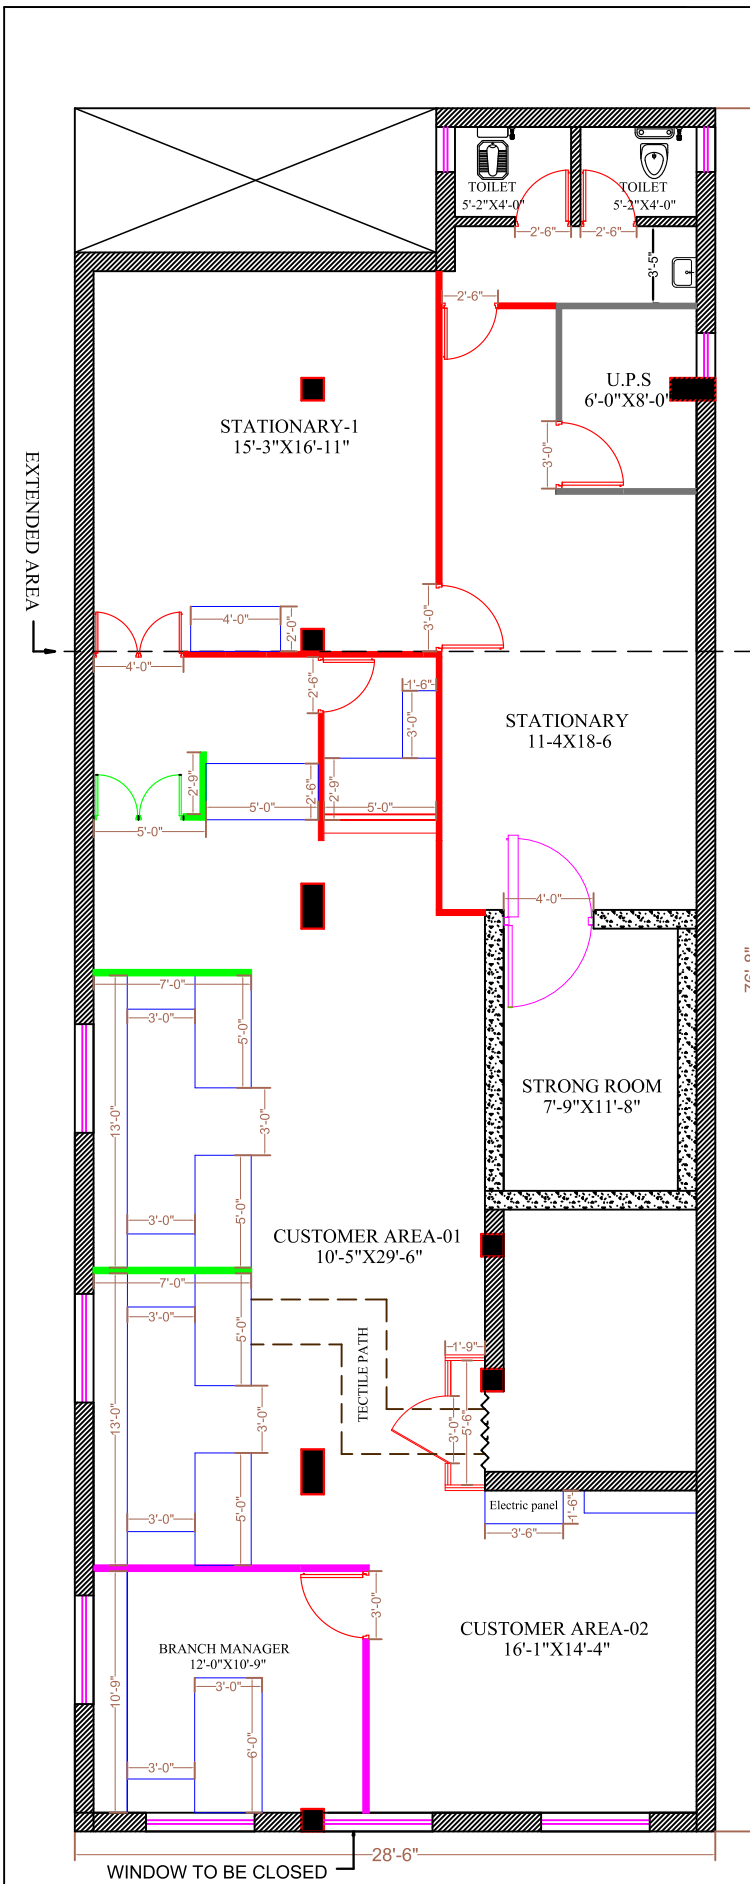 TOILET
5'-2"X4'-0"
TOILET
5'-2"X4'-0"
2'-6"
2'-6"
3'-5"
2'-6"
U.P.S
6'-0"X8'-0"
STATIONARY-1
15'-3"X16'-11"
3'-0"
EXTENDED AREA
4'-0"
2'-0"
3'-0"
4'-0"
2'-6"
1'-6"
3'-0"
STATIONARY
11-4X18-6
2'-9"
5'-0"
2'-6"
2'-9"
5'-0"
5'-0"
4'-0"
7'-0"
3'-0"
5'-0"
13'-0"
3'-0"
STRONG ROOM
7'-9"X11'-8"
3'-0"
5'-0"
CUSTOMER AREA-01
10'-5"X29'-6"
7'-0"
3'-0"
5'-0"
TECTILE PATH
1'-9"
13'-0"
3'-0"
3'-0"
5'-6"
3'-0"
5'-0"
Electric panel
1'-6"
3'-6"
3'-0"
CUSTOMER AREA-02
16'-1"X14'-4"
BRANCH MANAGER
12'-0"X10'-9"
10'-9"
3'-0"
6'-0"
3'-0"
28'-6"
WINDOW TO BE CLOSED